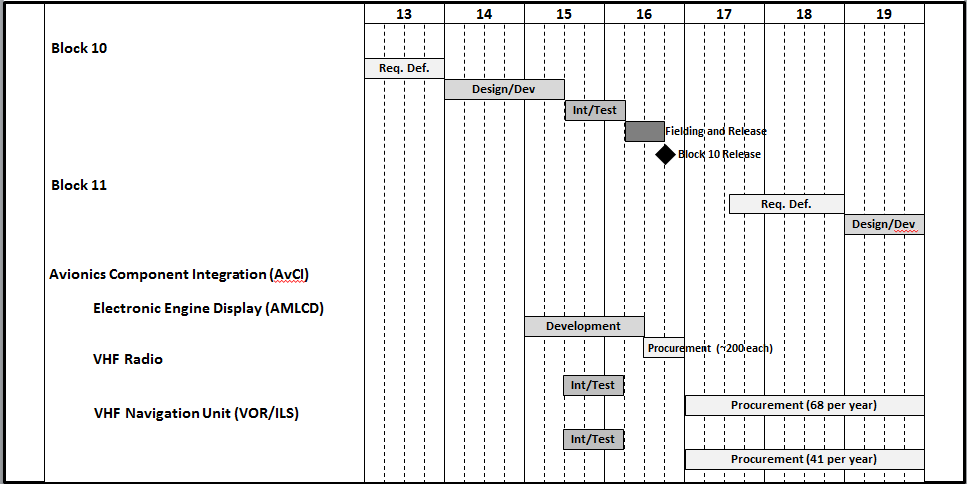 13 14 15 16 17 18 19
Block 10
Req. Def.
Design/Dev
Int/Test
Fielding and Release
Block 10 Release
Block 11
Req. Def.
Design/Dev
Avionics Component Integration (AvCI)
Electronic Engine Display (AMLCD)
Development
Procurement (~200 each)
VHF Radio
Int/Test
Procurement (68 per year)
VHF Navigation Unit (VOR/ILS)
Int/Test
Procurement (41 per year)